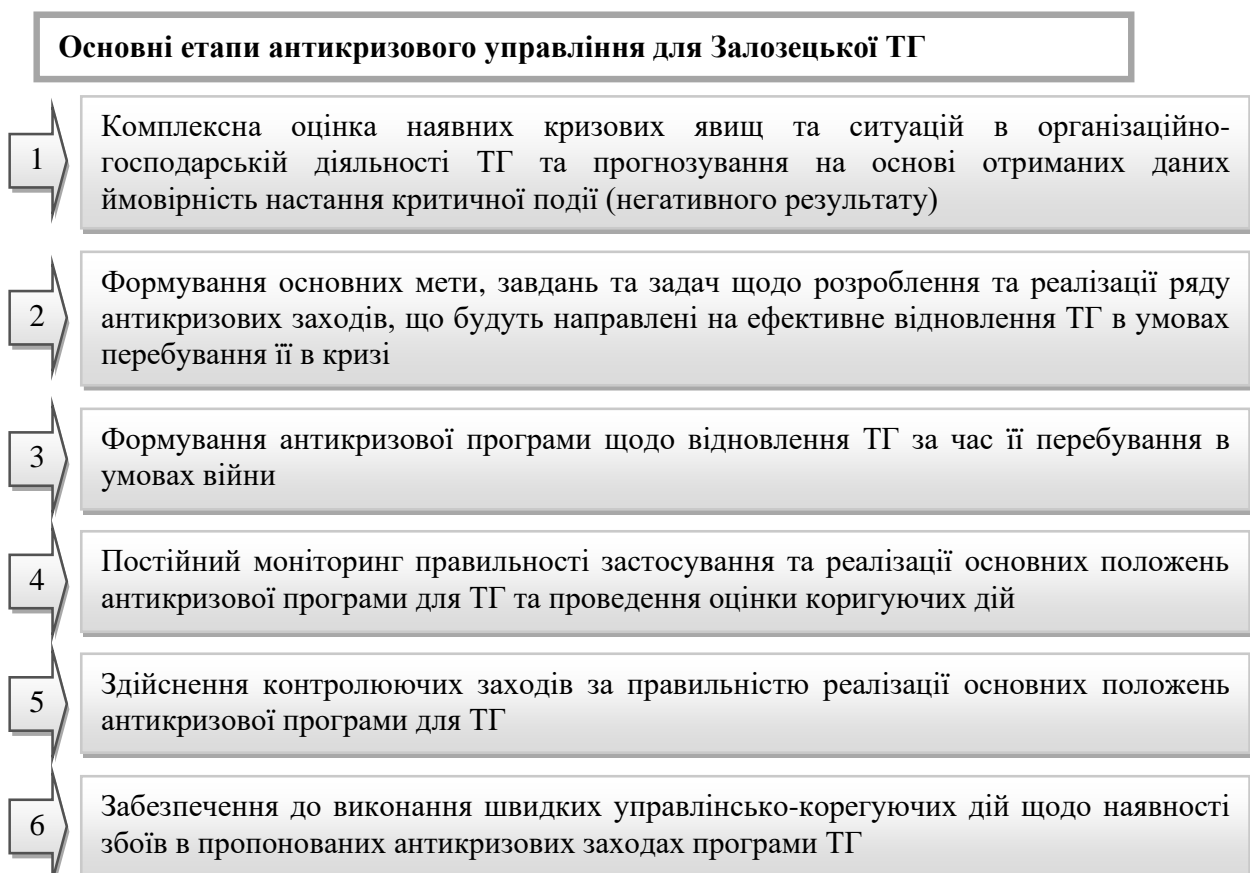 Основні етапи антикризового управління для Залозецької ТГ
1
Комплексна оцінка наявних кризових явищ та ситуацій в організаційно-
господарській діяльності ТГ та прогнозування на основі отриманих даних
ймовірність настання критичної події (негативного результату)
2
Формування основних мети, завдань та задач щодо розроблення та реалізації ряду
антикризових заходів, що будуть направлені на ефективне відновлення ТГ в умовах
перебування її в кризі
3
Формування антикризової програми щодо відновлення ТГ за час її перебування в
умовах війни
4
Постійний моніторинг правильності застосування та реалізації основних положень
антикризової програми для ТГ та проведення оцінки коригуючих дій
5
Здійснення контролюючих заходів за правильністю реалізації основних положень
антикризової програми для ТГ
6
Забезпечення до виконання швидких управлінсько-корегуючих дій щодо наявності
збоїв в пропонованих антикризових заходах програми ТГ